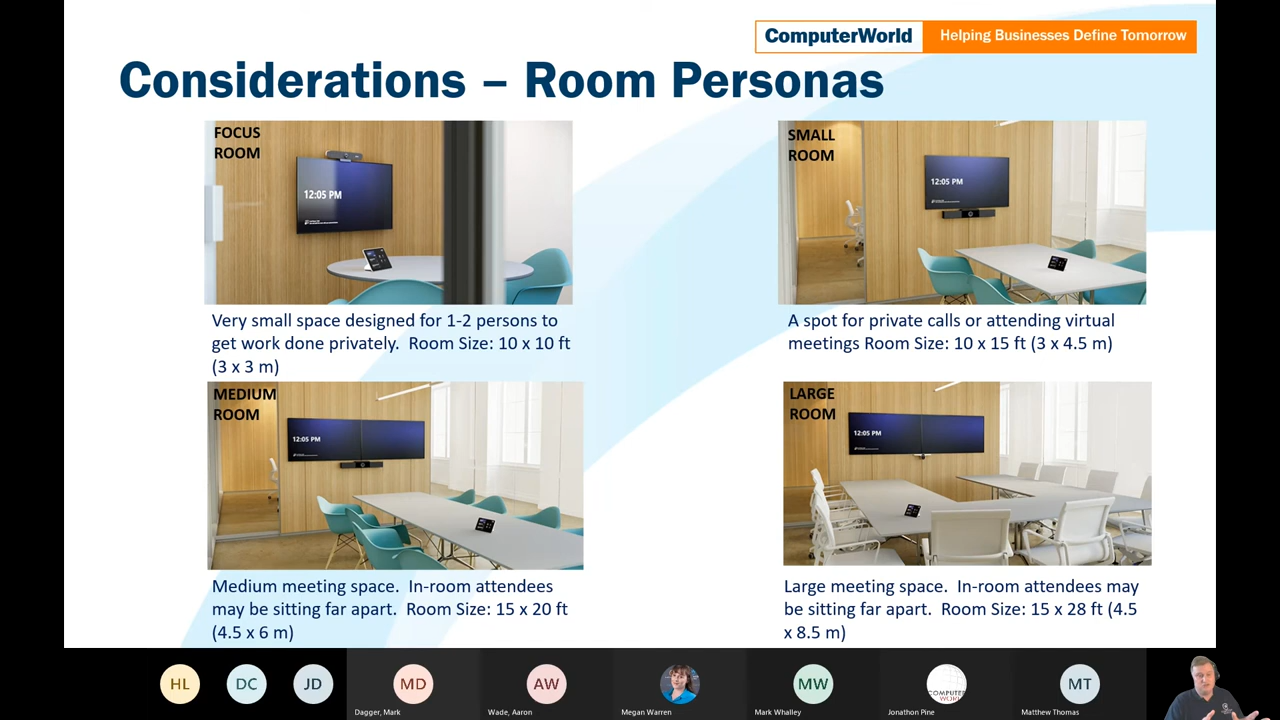 ComputerWorld Helping Businesses Define Tomorrow
Considerations – Room Personas
FOCUS
ROOM
12:05 PM
Very small space designed for 1-2 persons to
get work done privately.  Room Size: 10 x 10 ft
(3 x 3 m)
SMALL
ROOM
12:05 PM
A spot for private calls or attending virtual
meetings Room Size: 10 x 15 ft (3 x 4.5 m)
MEDIUM
ROOM
12:05 PM
Medium meeting space.  In-room attendees
may be sitting far apart.  Room Size: 15 x 20 ft
(4.5 x 6 m)
LARGE
ROOM
12:05 PM
Large meeting space.  In-room attendees may
be sitting far apart.  Room Size: 15 x 28 ft (4.5
x 8.5 m)
HL DC JD MD AW MW COMPUTER MT
Dagger, Mark Wade, Aaron Megan Warren Mark Whalley Jonathon Pine Matthew Thomas